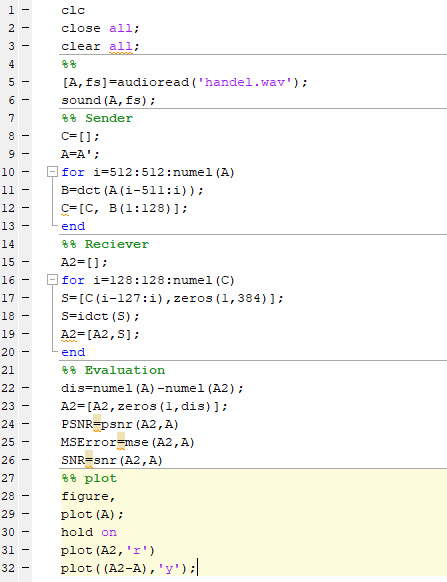 1 − clc
2 − close all;
3 − clear all;
4 %%
5 − [A,fs]=audioread('handel.wav');
6 − sound(A,fs);
7 %% Sender
8 − C=[];
9 − A=A';
10 − for i=512:512:numel(A)
11 − B=dct(A(i-511:i));
12 − C=[C, B(1:128)];
13 − end
14 %% Reciever
15 − A2=[];
16 − for i=128:128:numel(C)
17 − S=[C(i-127:i),zeros(1,384)];
18 − S=idct(S);
19 − A2=[A2,S];
20 − end
21 %% Evaluation
22 − dis=numel(A)-numel(A2);
23 − A2=[A2,zeros(1,dis)];
24 − PSNR=psnr(A2,A)
25 − MSError=mse(A2,A)
26 − SNR=snr(A2,A)
27 %% plot
28 − figure,
29 − plot(A);
30 − hold on
31 − plot(A2,'r')
32 − plot((A2-A),'y');